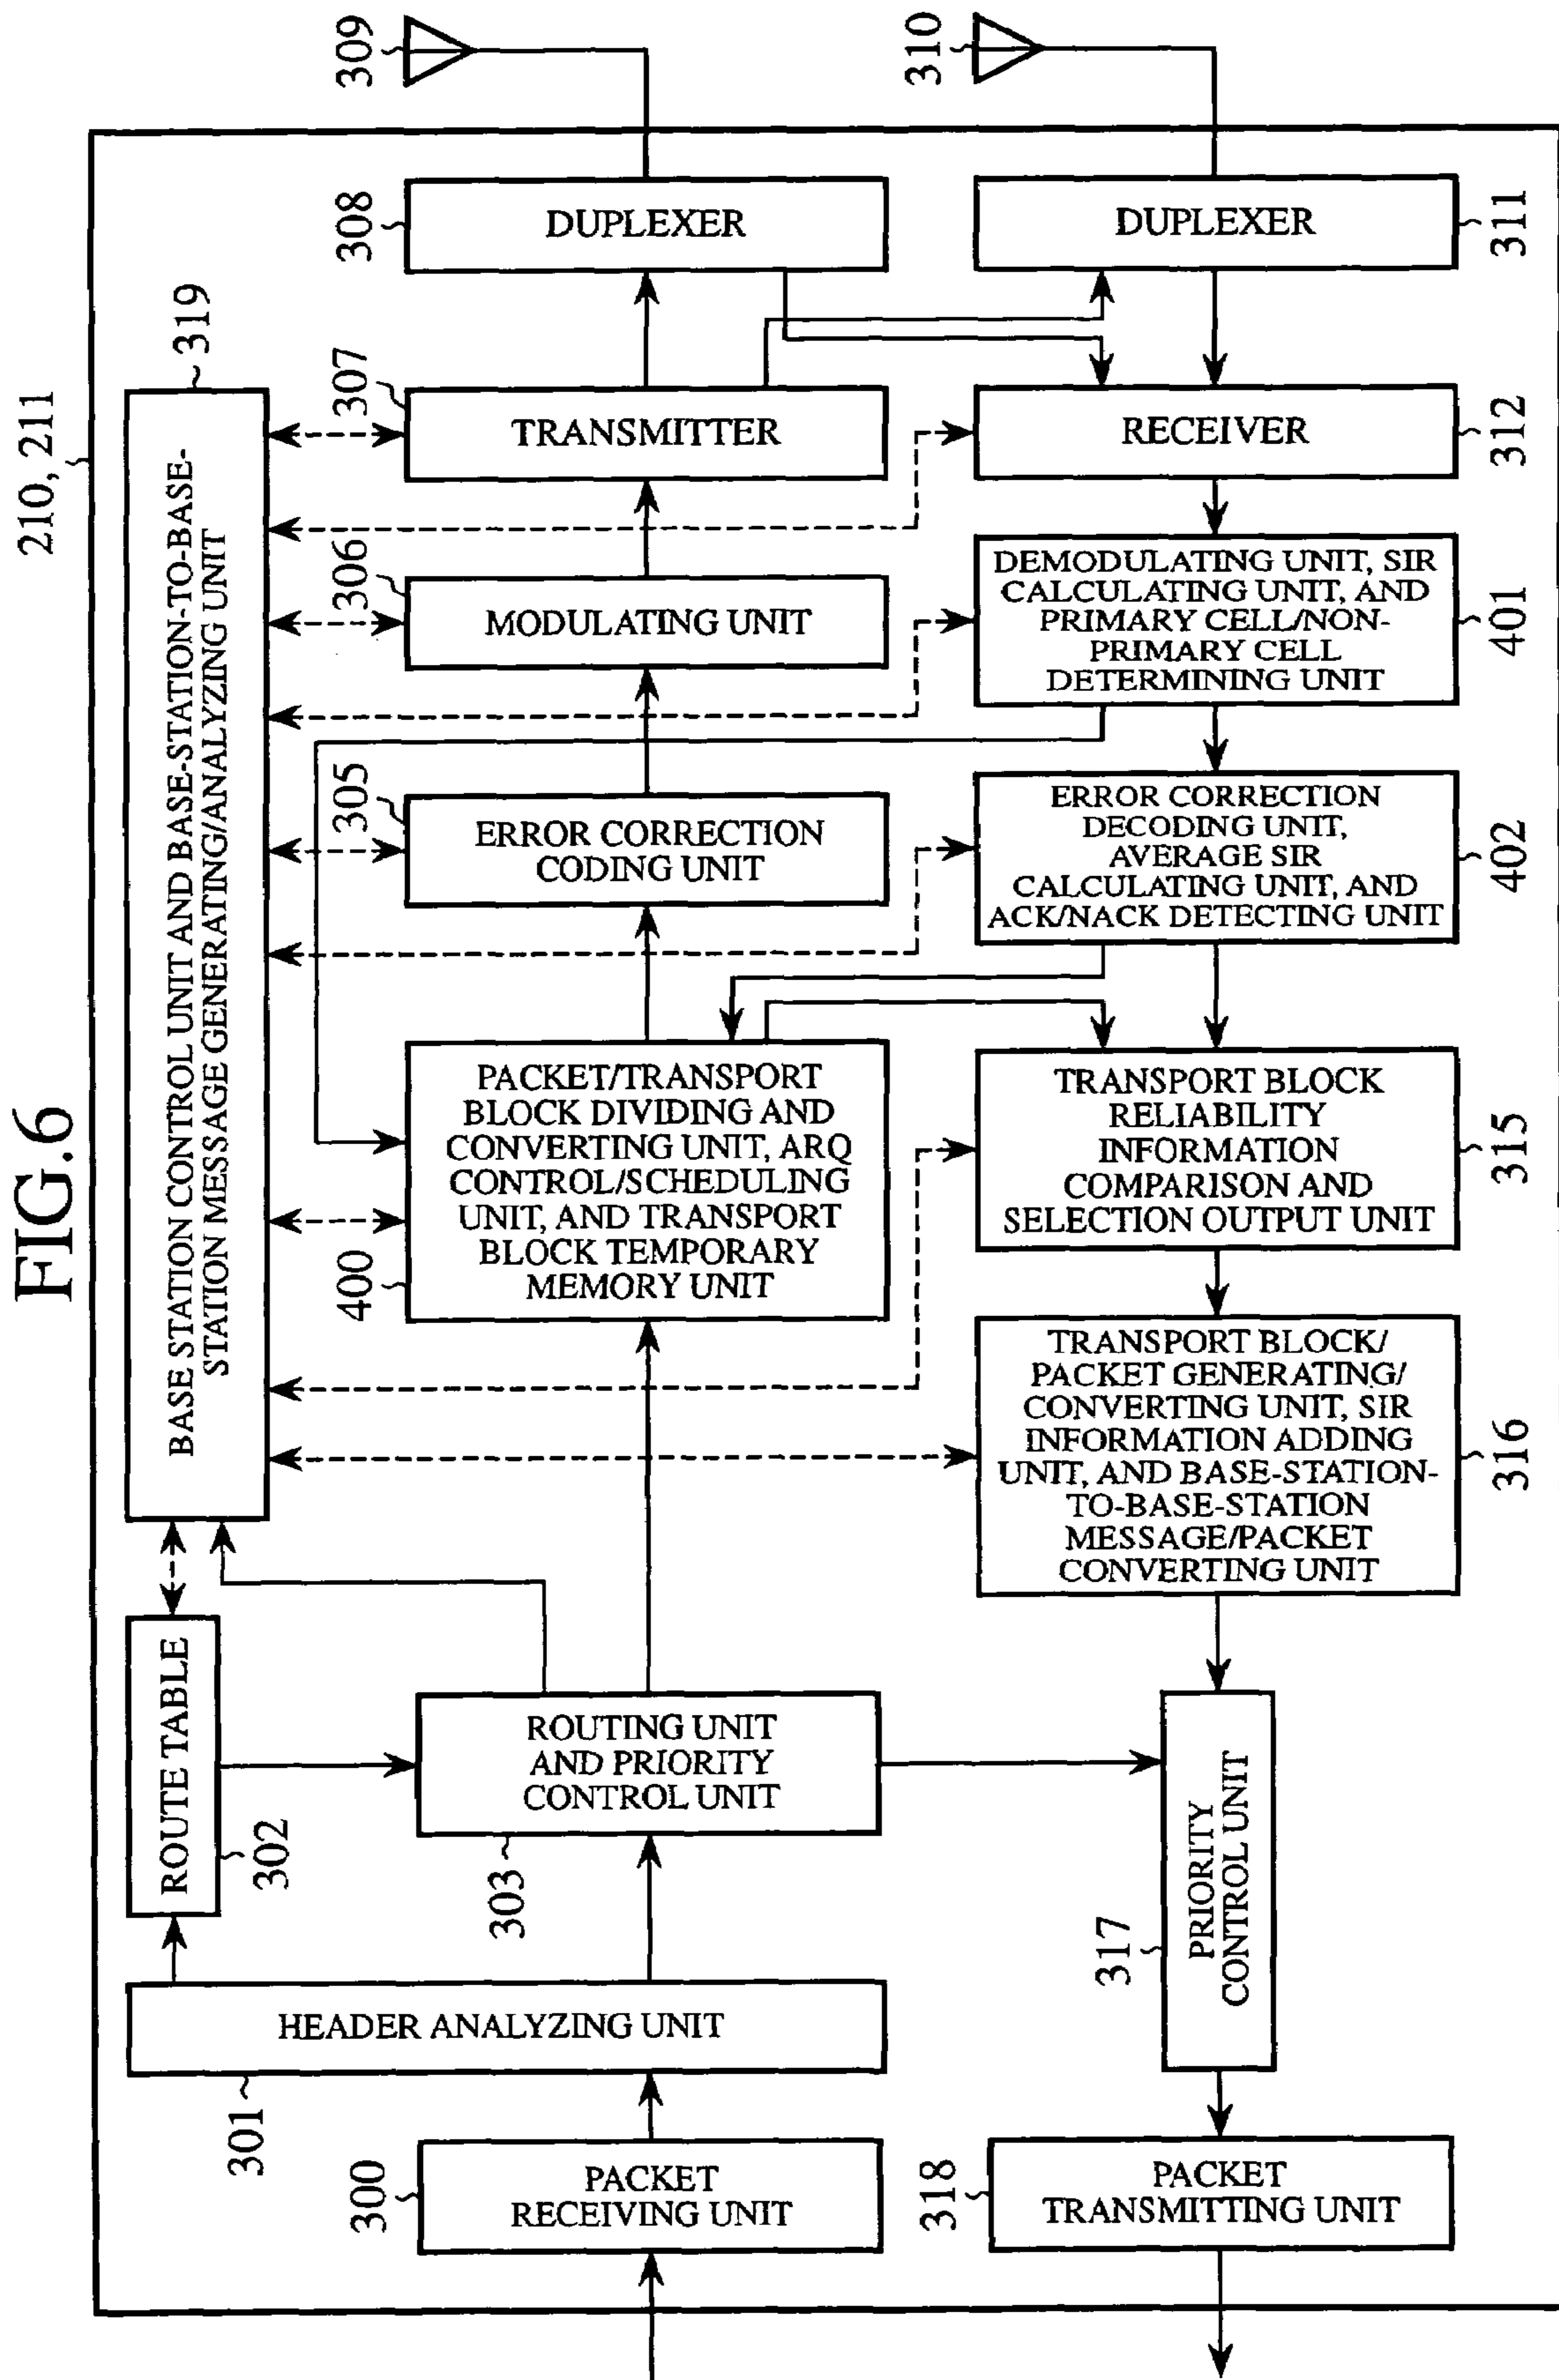 FIG.6
210, 211
BASE STATION CONTROL UNIT AND BASE-STATION-TO-BASE-
STATION MESSAGE GENERATING/ANALYZING UNIT
319
309
310
308
DUPLEXER
DUPLEXER
311
307
TRANSMITTER
RECEIVER
312
306
MODULATING UNIT
DEMODULATING UNIT, SIR
CALCULATING UNIT, AND
PRIMARY CELL/NON-
PRIMARY CELL
DETERMINING UNIT
401
305
ERROR CORRECTION
CODING UNIT
ERROR CORRECTION
DECODING UNIT,
AVERAGE SIR
CALCULATING UNIT, AND
ACK/NACK DETECTING UNIT
402
400
PACKET/TRANSPORT
BLOCK DIVIDING AND
CONVERTING UNIT, ARQ
CONTROL/SCHEDULING
UNIT, AND TRANSPORT
BLOCK TEMPORARY
MEMORY UNIT
TRANSPORT BLOCK
RELIABILITY
INFORMATION
COMPARISON AND
SELECTION OUTPUT UNIT
315
TRANSPORT BLOCK/
PACKET GENERATING/
CONVERTING UNIT, SIR
INFORMATION ADDING
UNIT, AND BASE-STATION-
TO-BASE-STATION
MESSAGE/PACKET
CONVERTING UNIT
316
ROUTE TABLE
302
ROUTING UNIT
AND PRIORITY
CONTROL UNIT
303
PRIORITY
CONTROL UNIT
317
HEADER ANALYZING UNIT
301
300
PACKET
RECEIVING UNIT
318
PACKET
TRANSMITTING UNIT